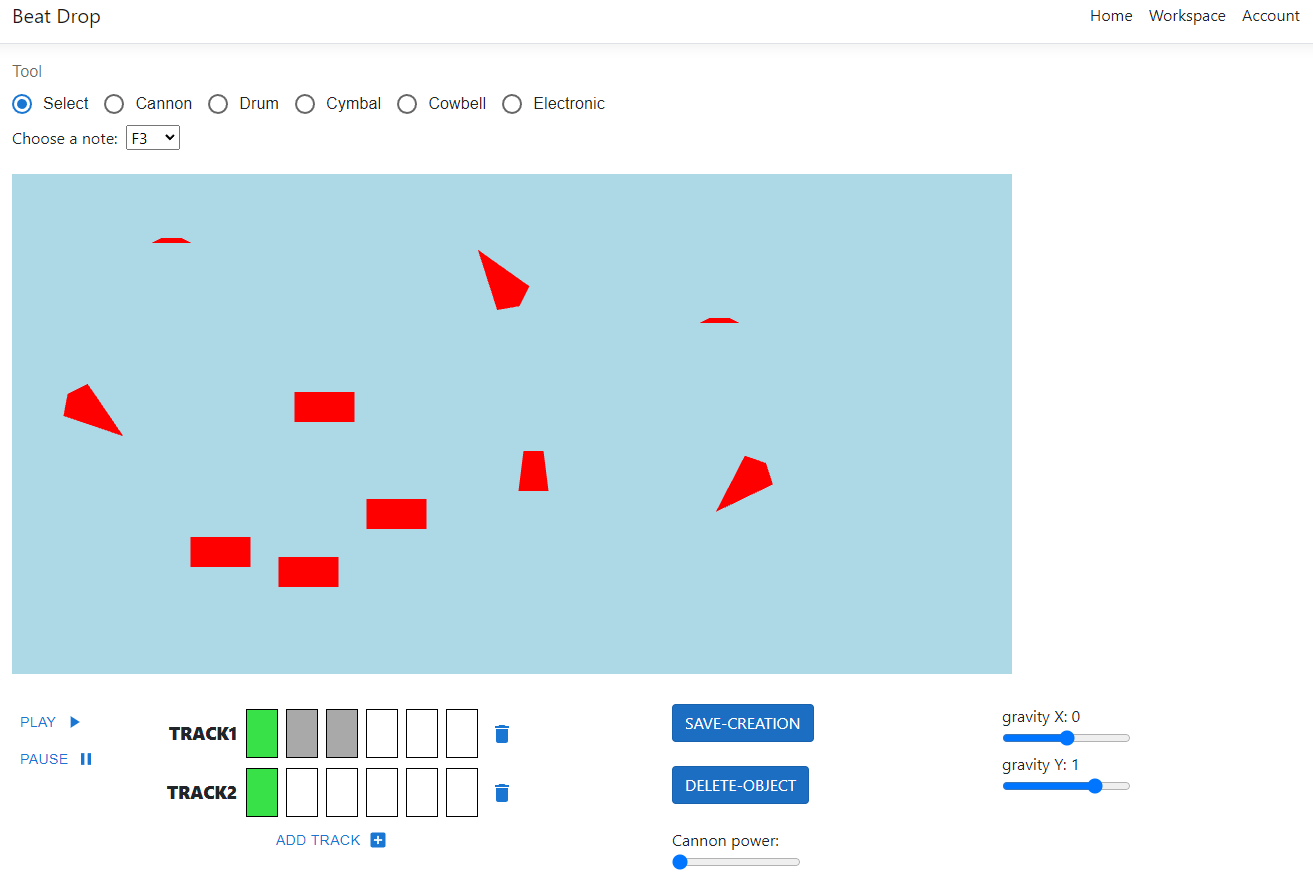 Beat Drop Home Workspace Account
Tool
Select Cannon Drum Cymbal Cowbell Electronic
Choose a note: F3
PLAY
PAUSE
TRACK1
TRACK2
ADD TRACK
SAVE-CREATION
DELETE-OBJECT
Cannon power:
gravity X: 0
gravity Y: 1